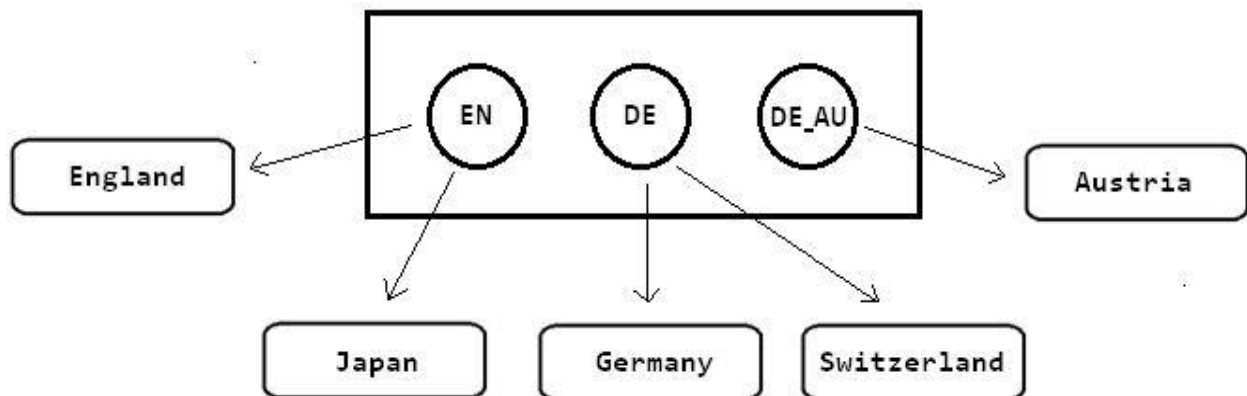 EN
DE
DE_AU
England
Austria
Japan
Germany
Switzerland